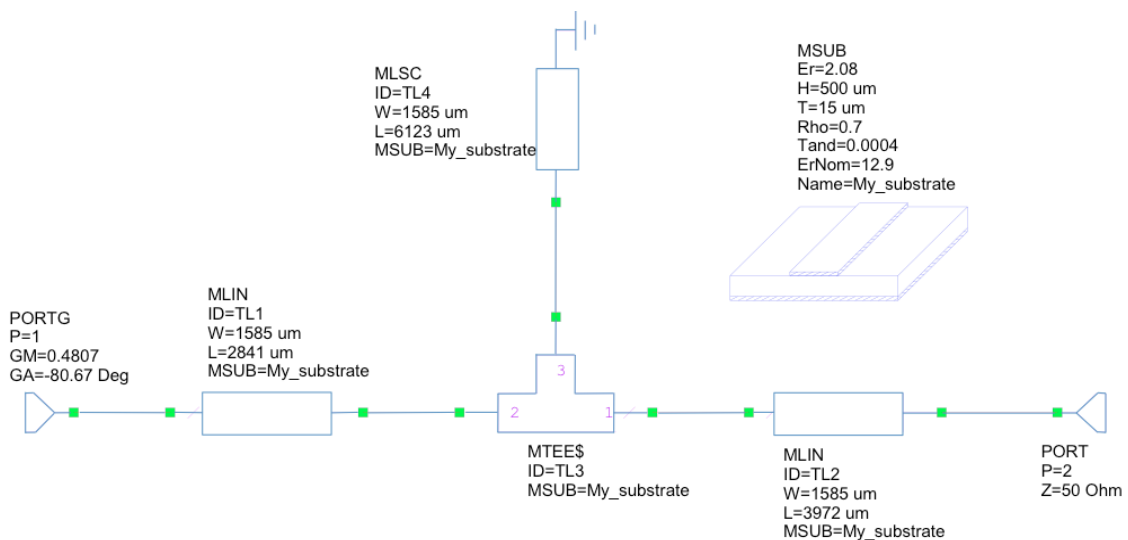 MLSC
ID=TL4
W=1585 um
L=6123 um
MSUB=My_substrate
MSUB
Er=2.08
H=500 um
T=15 um
Rho=0.7
Tand=0.0004
ErNom=12.9
Name=My_substrate
PORTG
P=1
GM=0.4807
GA=-80.67 Deg
MLIN
ID=TL1
W=1585 um
L=2841 um
MSUB=My_substrate
3
2
1
MTEE$
ID=TL3
MSUB=My_substrate
MLIN
ID=TL2
W=1585 um
L=3972 um
MSUB=My_substrate
PORT
P=2
Z=50 Ohm